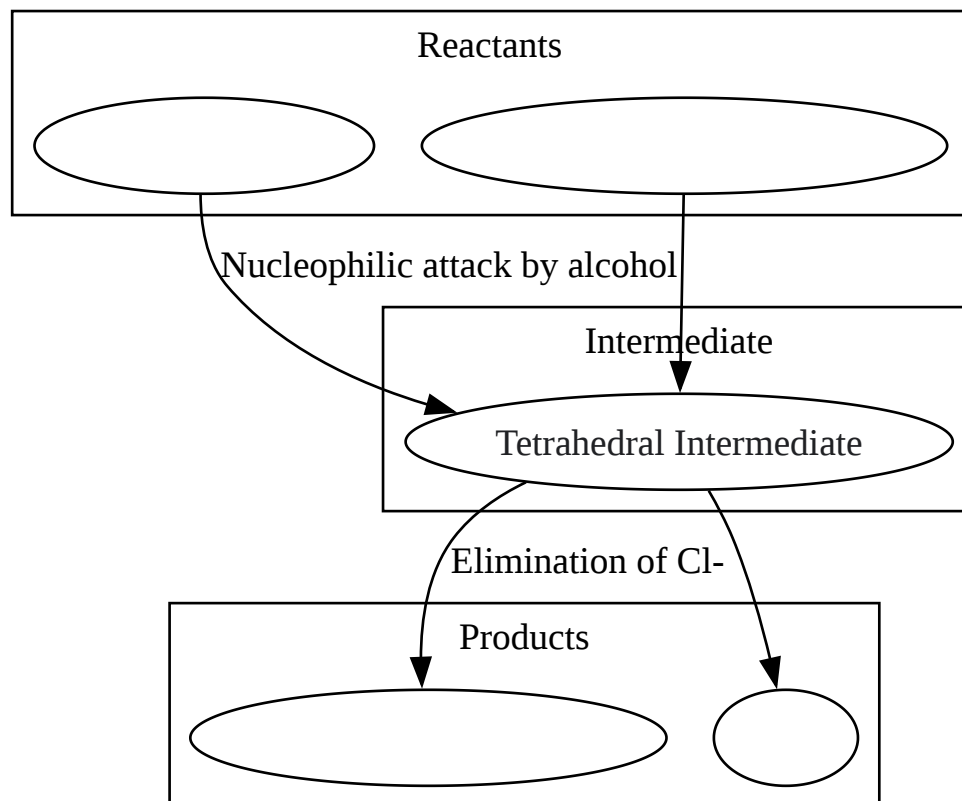 Reactants
Nucleophilic attack by alcohol
Intermediate
Tetrahedral Intermediate
Elimination of Cl-
Products